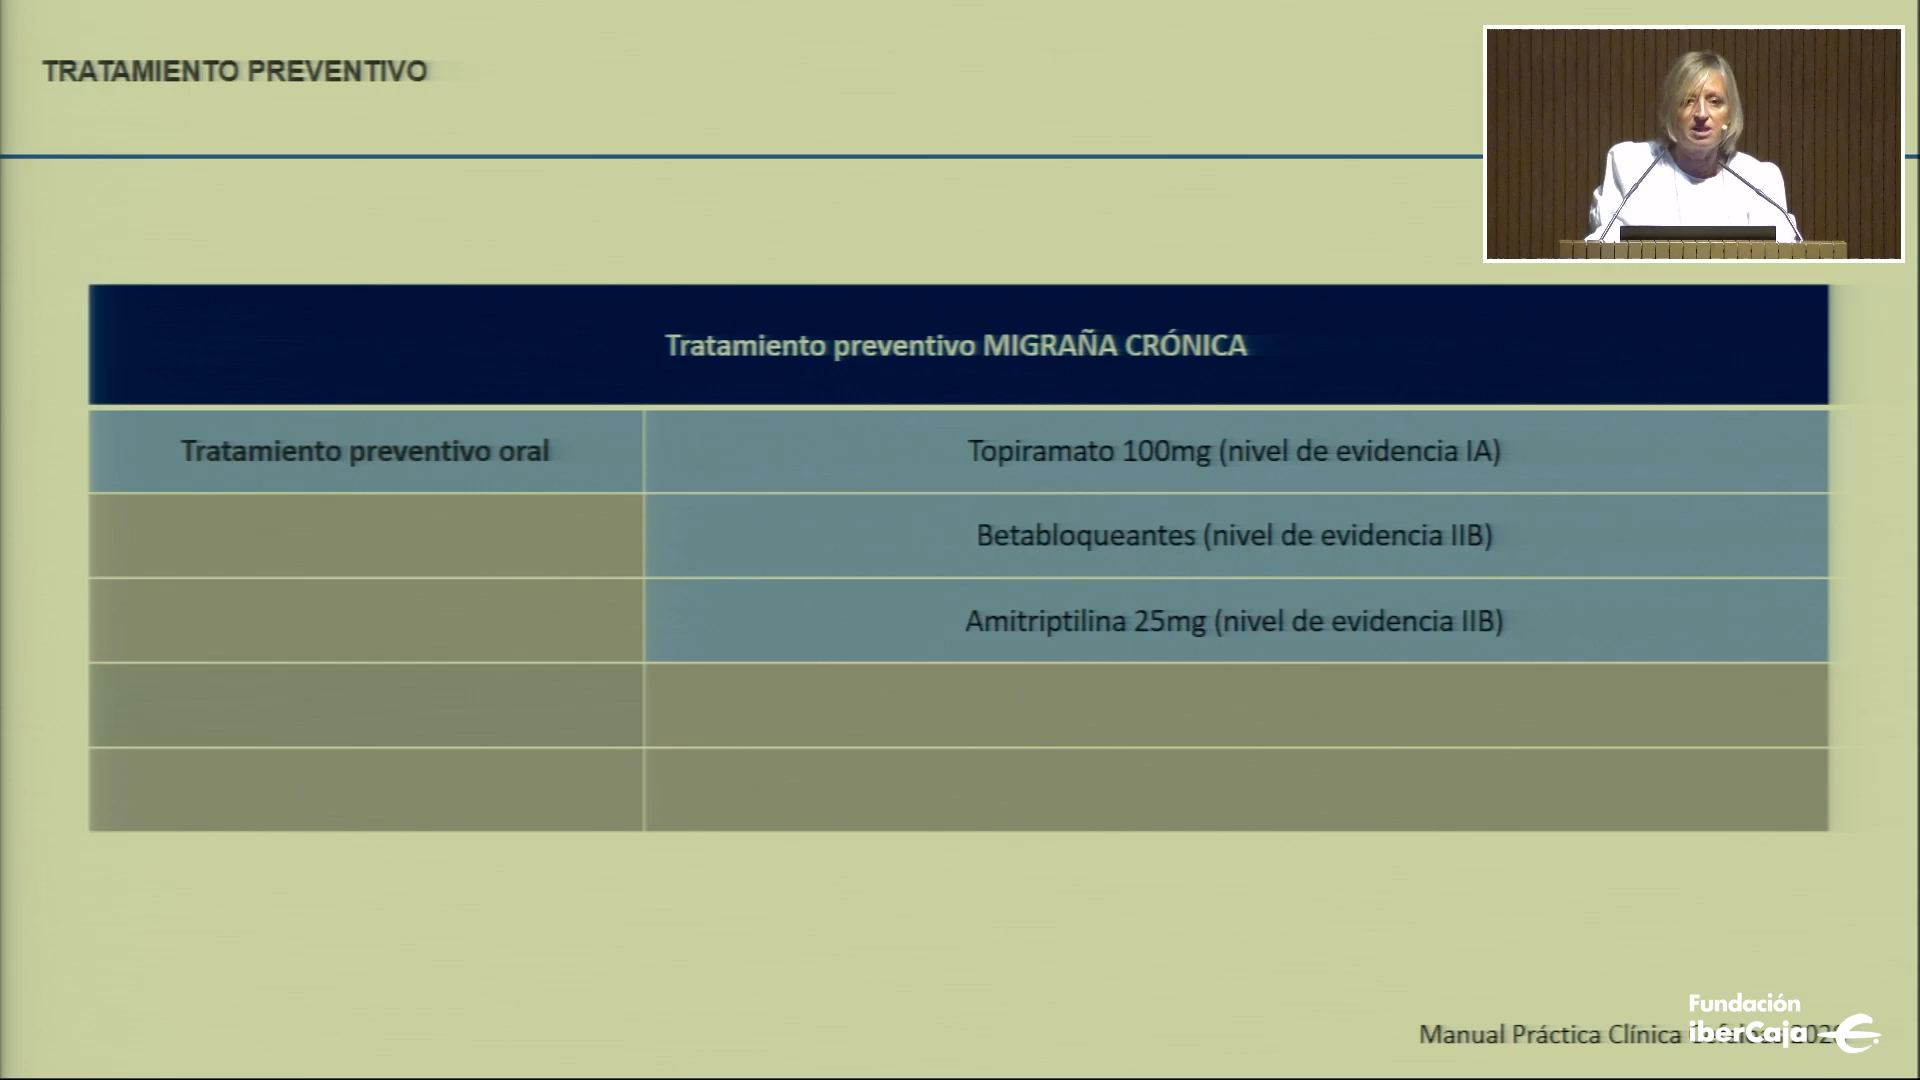 TRATAMIENTO PREVENTIVO
Tratamiento preventivo MIGRAÑA CRÓNICA
Tratamiento preventivo oral
Topiramato 100mg (nivel de evidencia IA)
Betabloqueantes (nivel de evidencia IIB)
Amitriptilina 25mg (nivel de evidencia IIB)
Manual Práctica Clínica
Fundación
iberCaja